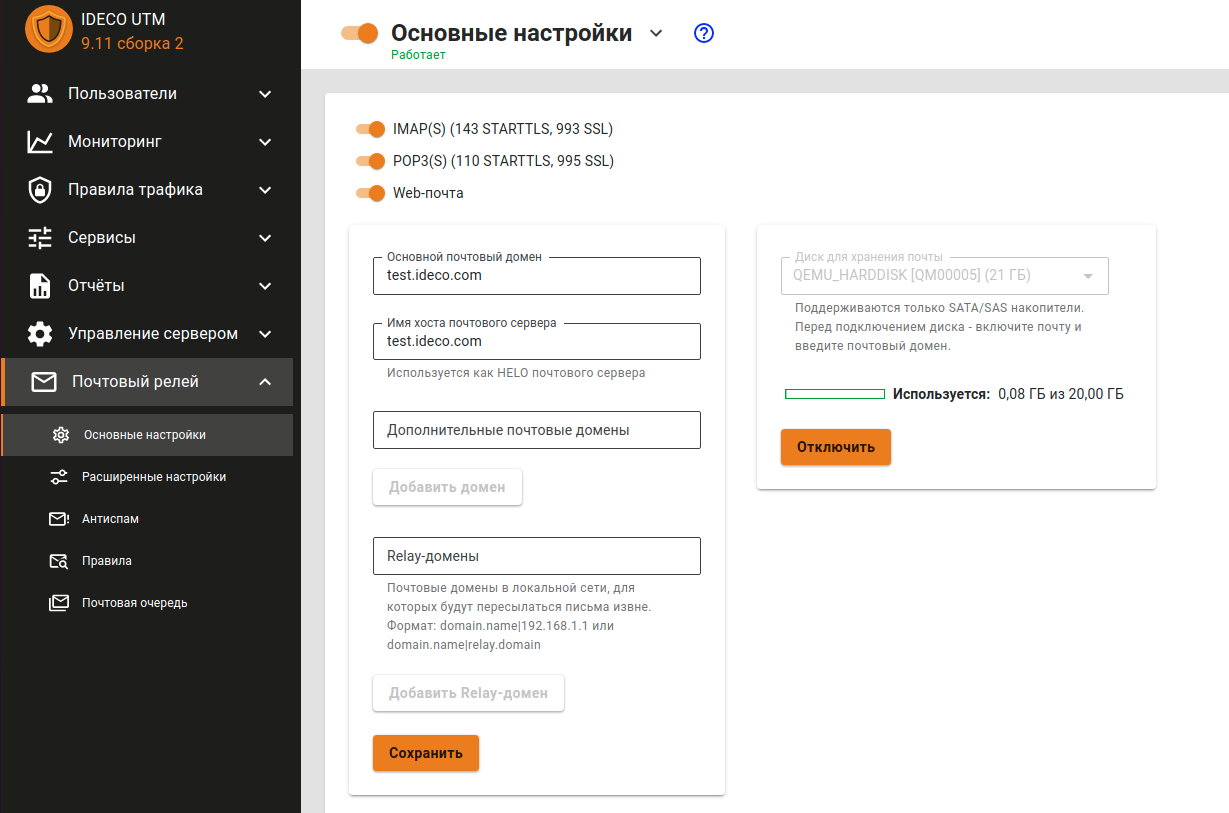 IDECO UTM
9.11 сборка 2
Пользователи
Мониторинг
Правила трафика
Сервисы
Отчёты
Управление сервером
Почтовый релей
Основные настройки
Расширенные настройки
Антиспам
Правила
Почтовая очередь
Основные настройки
?
Работает
IMAP(S) (143 STARTTLS, 993 SSL)
POP3(S) (110 STARTTLS, 995 SSL)
Web-почта
Основной почтовый домен
test.ideco.com
Имя хоста почтового сервера
test.ideco.com
Используется как HELO почтового сервера
Дополнительные почтовые домены
Добавить домен
Relay-домены
Почтовые домены в локальной сети, для
которых будут пересылаться письма извне.
Формат: domain.name|192.168.1.1 или
domain.name|relay.domain
Добавить Relay-домен
Сохранить
Диск для хранения почты
QEMU_HARDDISK [QM00005] (21 ГБ)
Поддерживаются только SATA/SAS накопители.
Перед подключением диска - включите почту и
введите почтовый домен.
Используется: 0,08 ГБ из 20,00 ГБ
Отключить